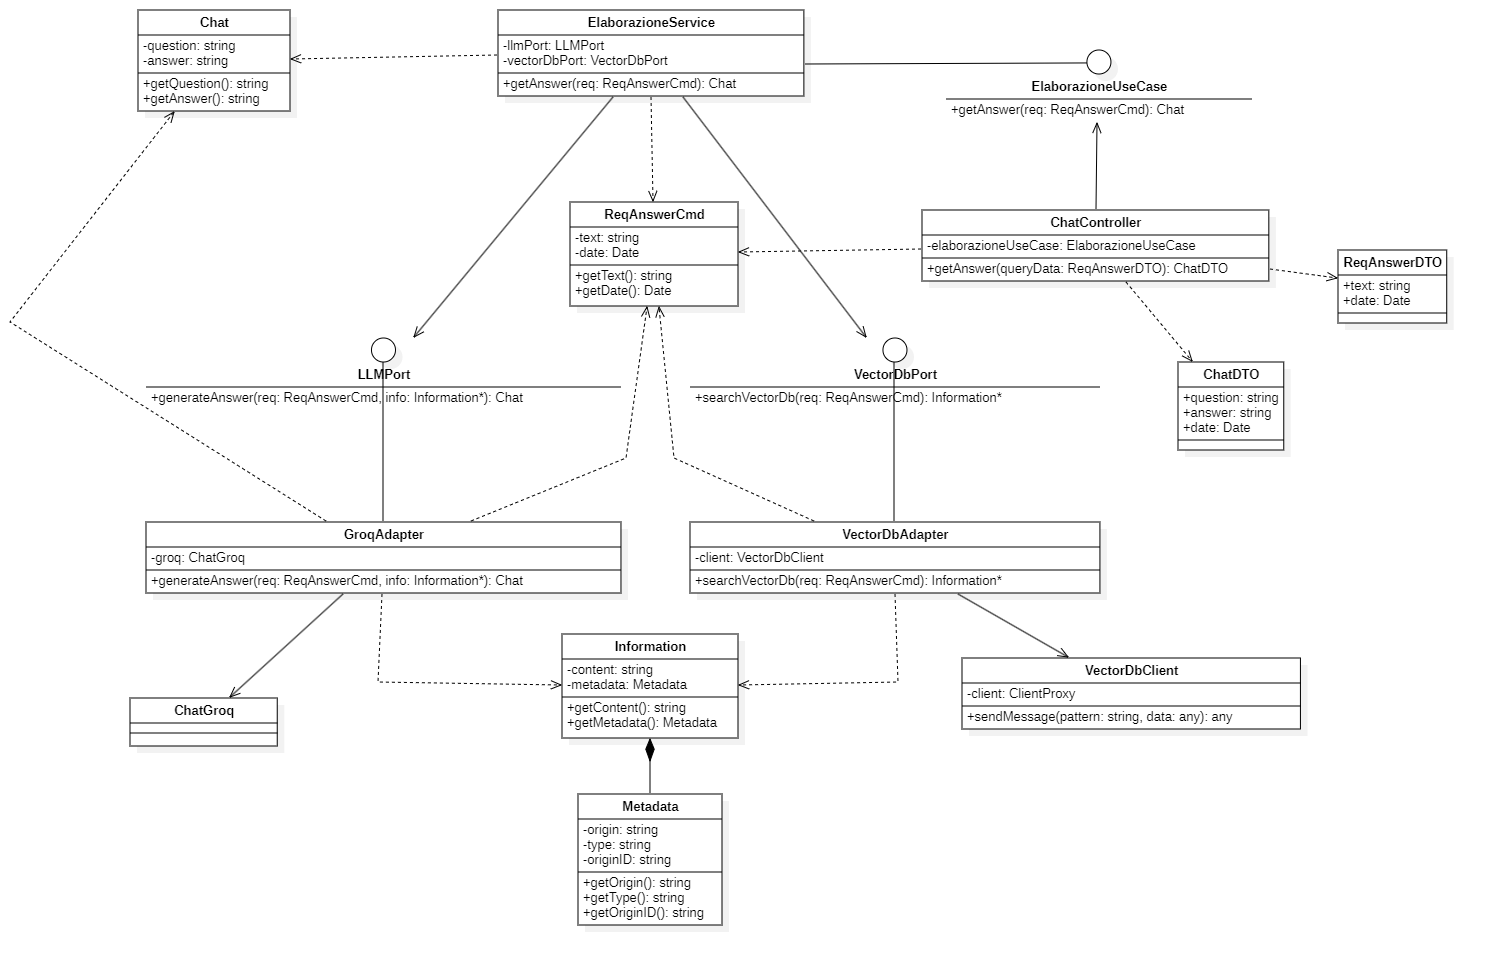 Chat
-question: string
-answer: string
+getQuestion(): string
+getAnswer(): string
ElaborazioneService
-llmPort: LLMPort
-vectorDbPort: VectorDbPort
+getAnswer(req: ReqAnswerCmd): Chat
ElaborazioneUseCase
+getAnswer(req: ReqAnswerCmd): Chat
ReqAnswerCmd
-text: string
-date: Date
+getText(): string
+getDate(): Date
ChatController
-elaborazioneUseCase: ElaborazioneUseCase
+getAnswer(queryData: ReqAnswerDTO): ChatDTO
ReqAnswerDTO
+text: string
+date: Date
LLMPort
+generateAnswer(req: ReqAnswerCmd, info: Information*): Chat
VectorDbPort
+searchVectorDb(req: ReqAnswerCmd): Information*
ChatDTO
+question: string
+answer: string
+date: Date
GroqAdapter
-groq: ChatGroq
+generateAnswer(req: ReqAnswerCmd, info: Information*): Chat
VectorDbAdapter
-client: VectorDbClient
+searchVectorDb(req: ReqAnswerCmd): Information*
Information
-content: string
-metadata: Metadata
+getContent(): string
+getMetadata(): Metadata
VectorDbClient
-client: ClientProxy
+sendMessage(pattern: string, data: any): any
ChatGroq
Metadata
-origin: string
-type: string
-originID: string
+getOrigin(): string
+getType(): string
+getOriginID(): string